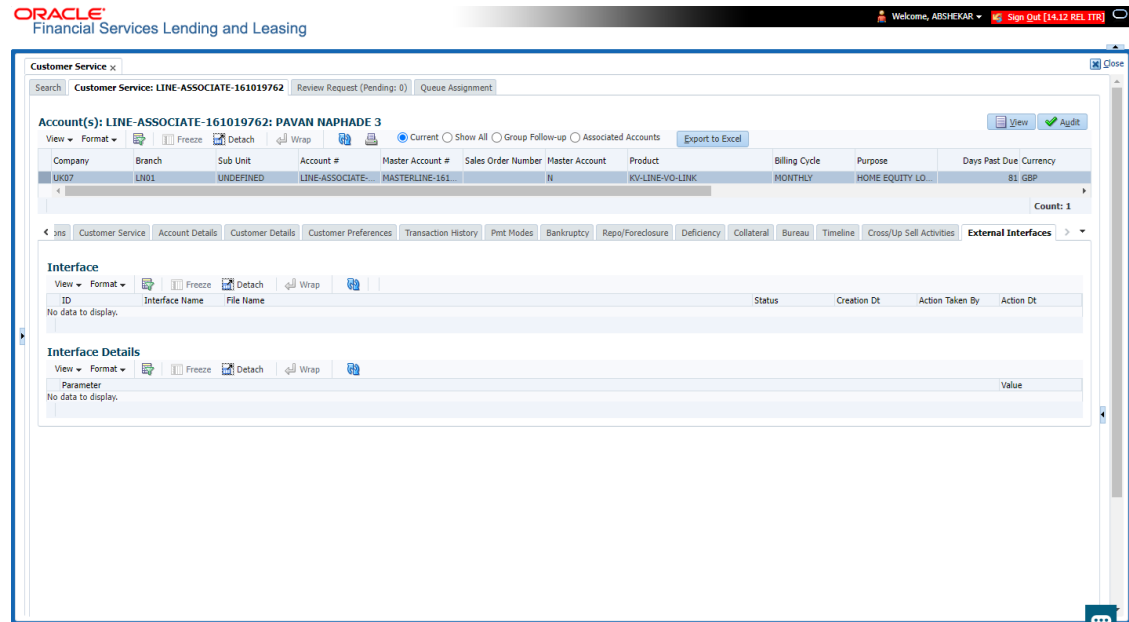 ORACLE
Financial Services Lending and Leasing
Welcome, ABSHEKAR Sign Out [14.12 REL ITR]
Customer Service × Close
Search Customer Service: LINE-ASSOCIATE-161019762 Review Request (Pending: 0) Queue Assignment
Account(s): LINE-ASSOCIATE-161019762: PAVAN NAPHADE 3 View Audit
View Format Freeze Detach Wrap Current Show All Group Follow-up Associated Accounts Export to Excel
Company Branch Sub Unit Account # Master Account # Sales Order Number Master Account Product Billing Cycle Purpose Days Past Due Currency
UK07 LN01 UNDEFINED LINE-ASSOCIATE-... MASTERLINE-161... N KV-LINE-VO-LINK MONTHLY HOME EQUITY LO... 81 GBP
Count: 1
ons Customer Service Account Details Customer Details Customer Preferences Transaction History Pmt Modes Bankruptcy Repo/Foreclosure Deficiency Collateral Bureau Timeline Cross/Up Sell Activities External Interfaces
Interface
View Format Freeze Detach Wrap
ID Interface Name File Name Status Creation Dt Action Taken By Action Dt
No data to display.
Interface Details
View Format Freeze Detach Wrap
Parameter Value
No data to display.